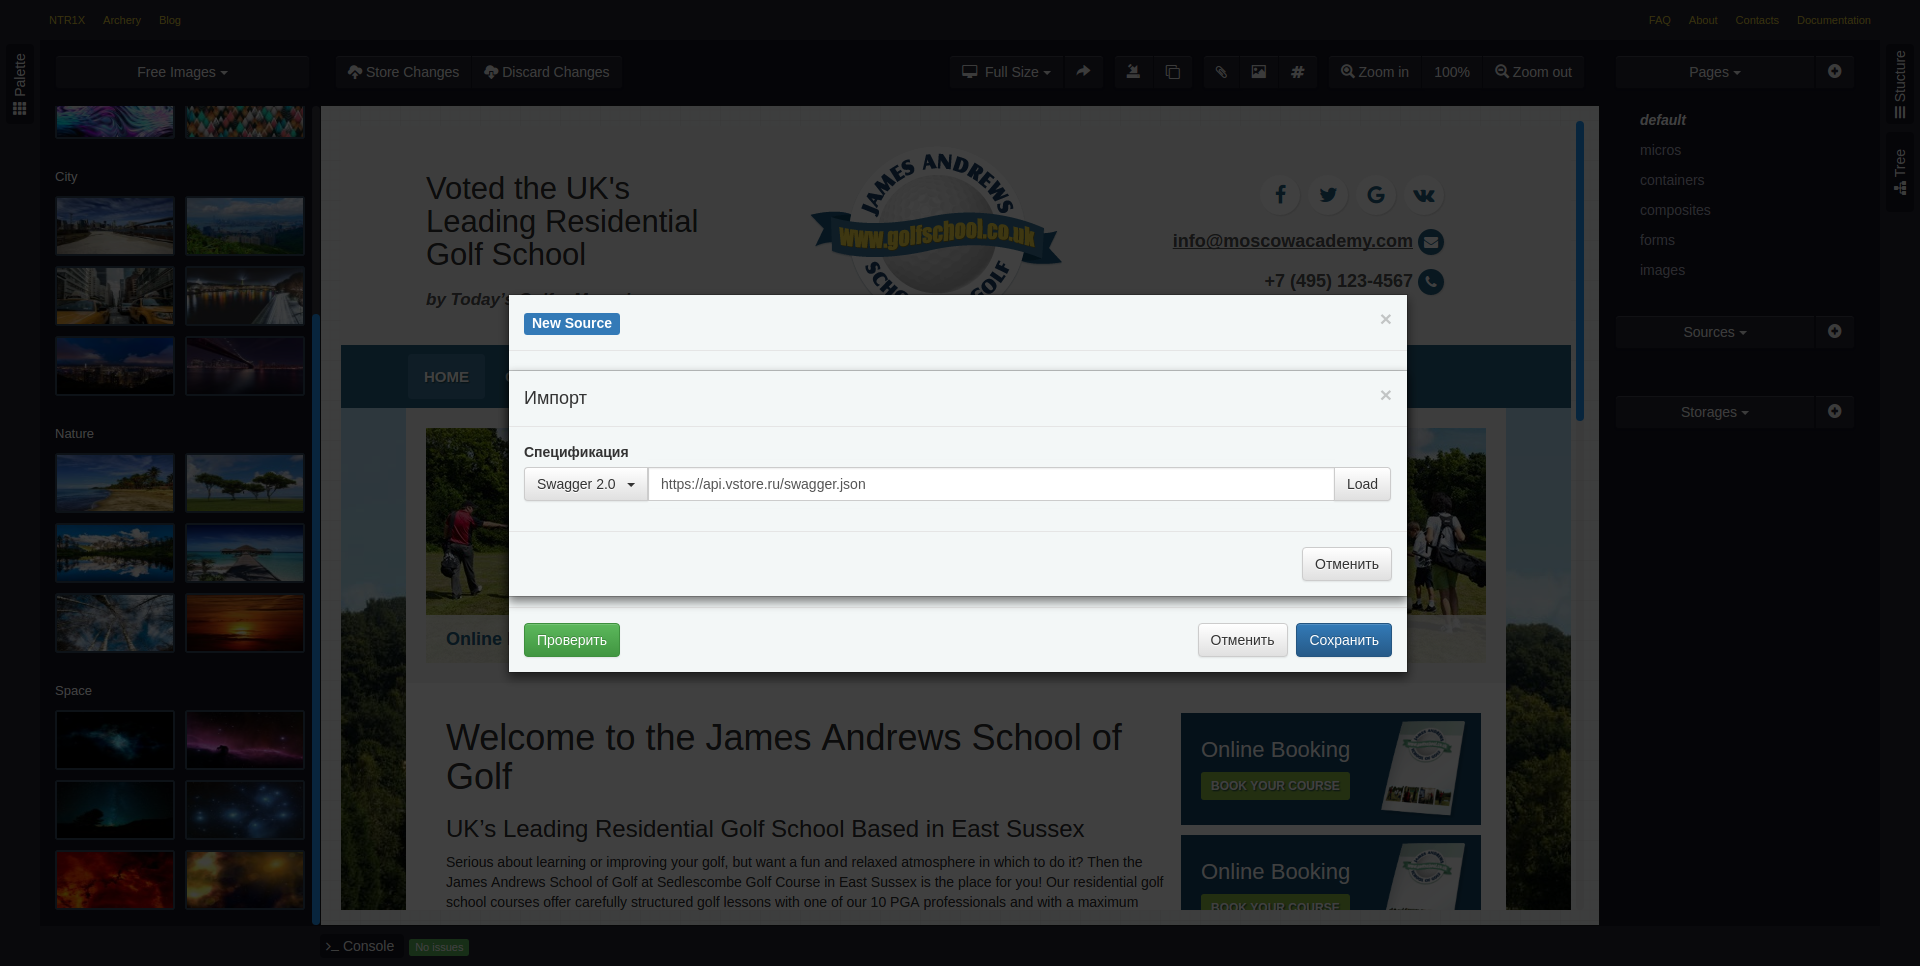 NTR1X Archery Blog
FAQ About Contacts Documentation
Palette
Free Images
Store Changes Discard Changes
Full Size
Zoom in 100% Zoom out
Pages
Stucture
Tree
City
Nature
Space
default
micros
containers
composites
forms
images
Sources
Storages
Voted the UK's
Leading Residential
Golf School
by Today's
JAMES ANDREWS
www.golfschool.co.uk
SCHOOL OF GOLF
info@moscowacademy.com
+7 (495) 123-4567
HOME
New Source
×
Импорт
×
Спецификация
Swagger 2.0 https://api.vstore.ru/swagger.json Load
Отменить
Проверить Отменить Сохранить
Online
Welcome to the James Andrews School of
Golf
UK’s Leading Residential Golf School Based in East Sussex
Serious about learning or improving your golf, but want a fun and relaxed atmosphere in which to do it? Then the
James Andrews School of Golf at Sedlescombe Golf Course in East Sussex is the place for you! Our residential golf
school courses offer carefully structured golf lessons with one of our 10 PGA professionals and with a maximum
Online Booking
BOOK YOUR COURSE
Online Booking
BOOK YOUR COURSE
Console No issues